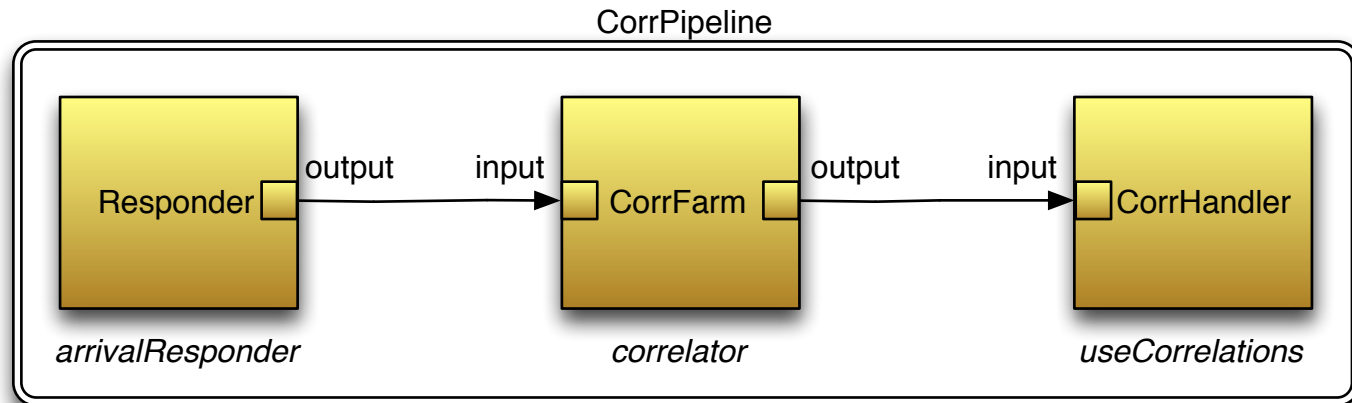 CorrPipeline
output input output input
Responder CorrFarm CorrHandler
arrivalResponder correlator useCorrelations